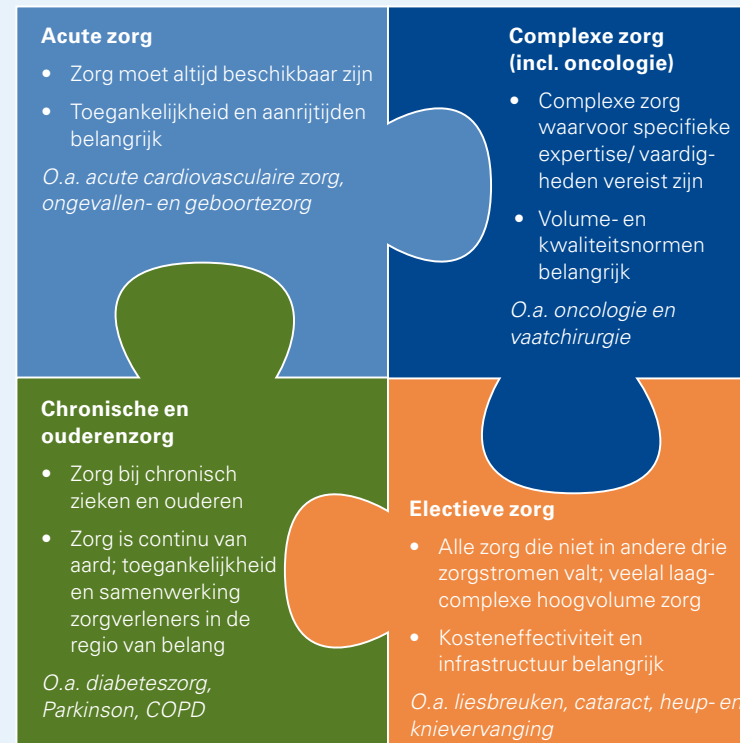 Acute zorg
• Zorg moet altijd beschikbaar zijn
• Toegankelijkheid en aanrijtijden
belangrijk
O.a. acute cardiovasculaire zorg,
ongevallen- en geboortezorg
Complexe zorg
(incl. oncologie)
• Complexe zorg
waarvoor specifieke
expertise/ vaardig-
heden vereist zijn
• Volume- en
kwaliteitsnormen
belangrijk
O.a. oncologie en
vaatchirurgie
Chronische en
ouderenzorg
• Zorg bij chronisch
zieken en ouderen
• Zorg is continu van
aard; toegankelijkheid
en samenwerking
zorgverleners in de
regio van belang
O.a. diabeteszorg,
Parkinson, COPD
Electieve zorg
• Alle zorg die niet in andere drie
zorgstromen valt; veelal laag-
complexe hoogvolume zorg
• Kosteneffectiviteit en
infrastructuur belangrijk
O.a. liesbreuken, cataract, heup- en
knievervanging